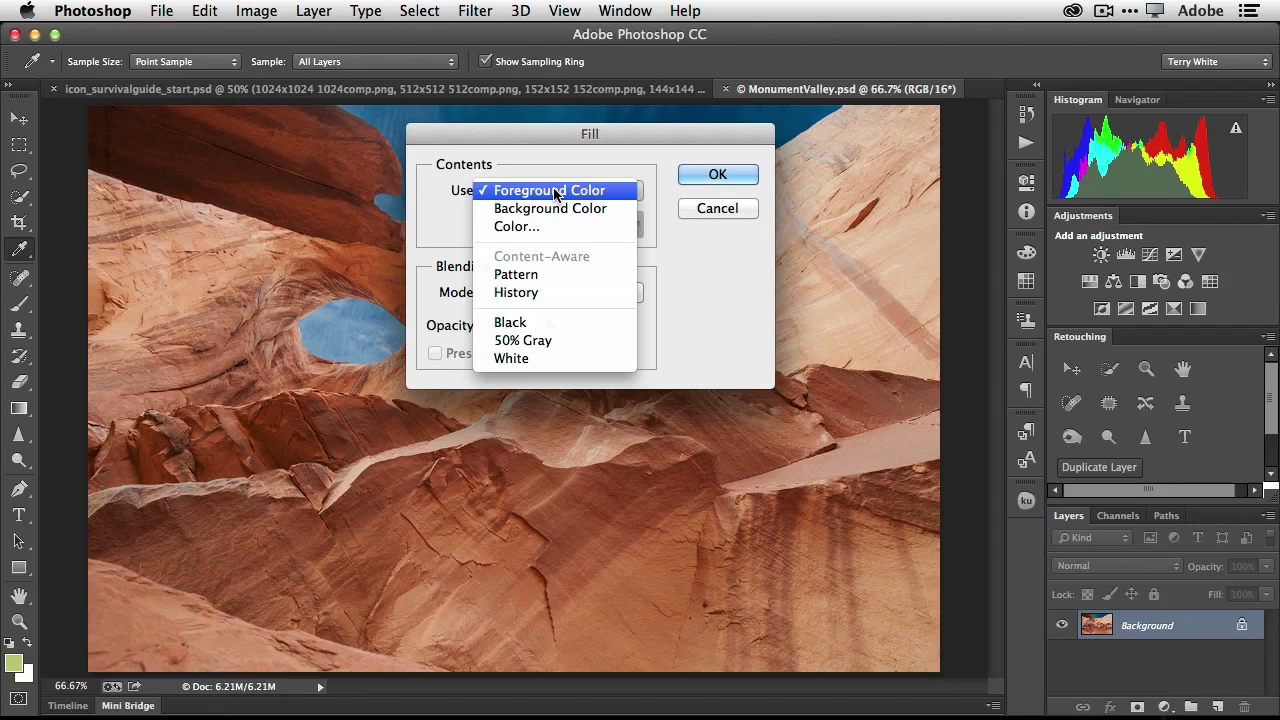 Photoshop File Edit Image Layer Type Select Filter 3D View Window Help Adobe
Adobe Photoshop CC
Sample Size: Point Sample Sample: All Layers Show Sampling Ring Terry White
× icon_survivalguide_start.psd @ 50% (1024x1024 1024comp.png, 512x512 512comp.png, 152x152 152comp.png, 144x144 ... × © MonumentValley.psd @ 66.7% (RGB/16*)
Histogram Navigator
Fill
Contents
Use
Foreground Color
Background Color
Color...
Content-Aware
Pattern
History
Black
50% Gray
White
Blendi
Mode
Opacity
Pres
OK
Cancel
Adjustments
Add an adjustment
Retouching
Duplicate Layer
Layers Channels Paths
Kind
Normal Opacity: 100%
Lock: Fill: 100%
Background
ku
66.67% © Doc: 6.21M/6.21M
Timeline Mini Bridge